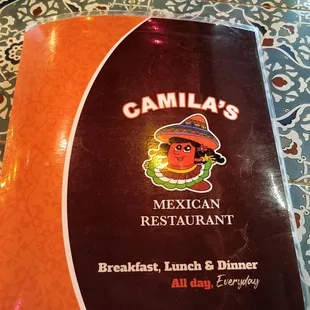 CAMILA'S
MEXICAN
RESTAURANT
Breakfast, Lunch & Dinner
All day, Everyday